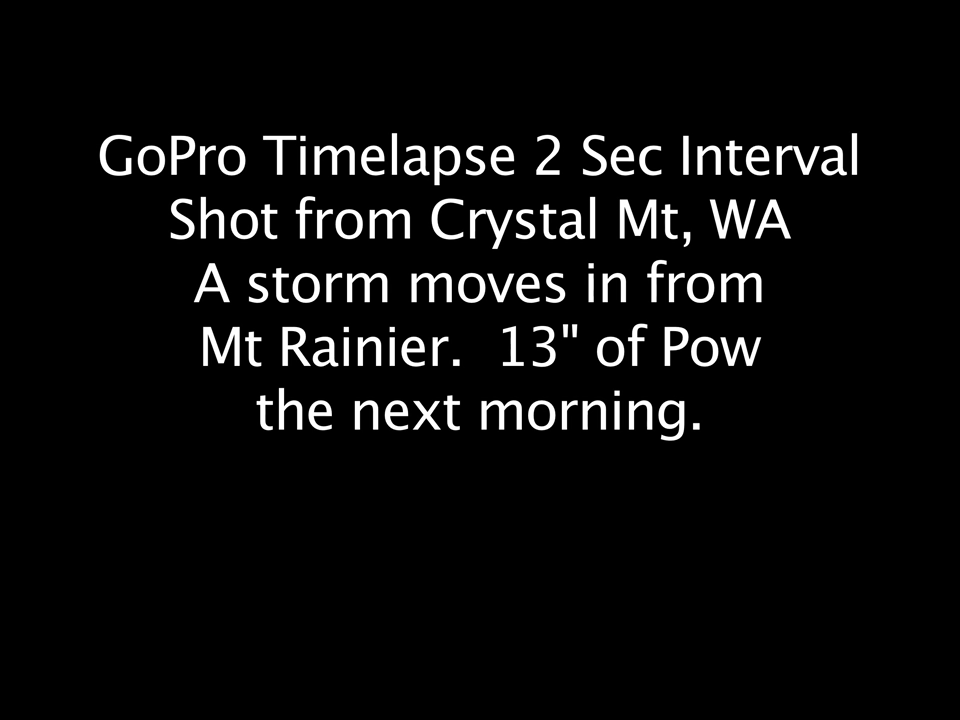 GoPro Timelapse 2 Sec Interval
Shot from Crystal Mt, WA
A storm moves in from
Mt Rainier.  13" of Pow
the next morning.